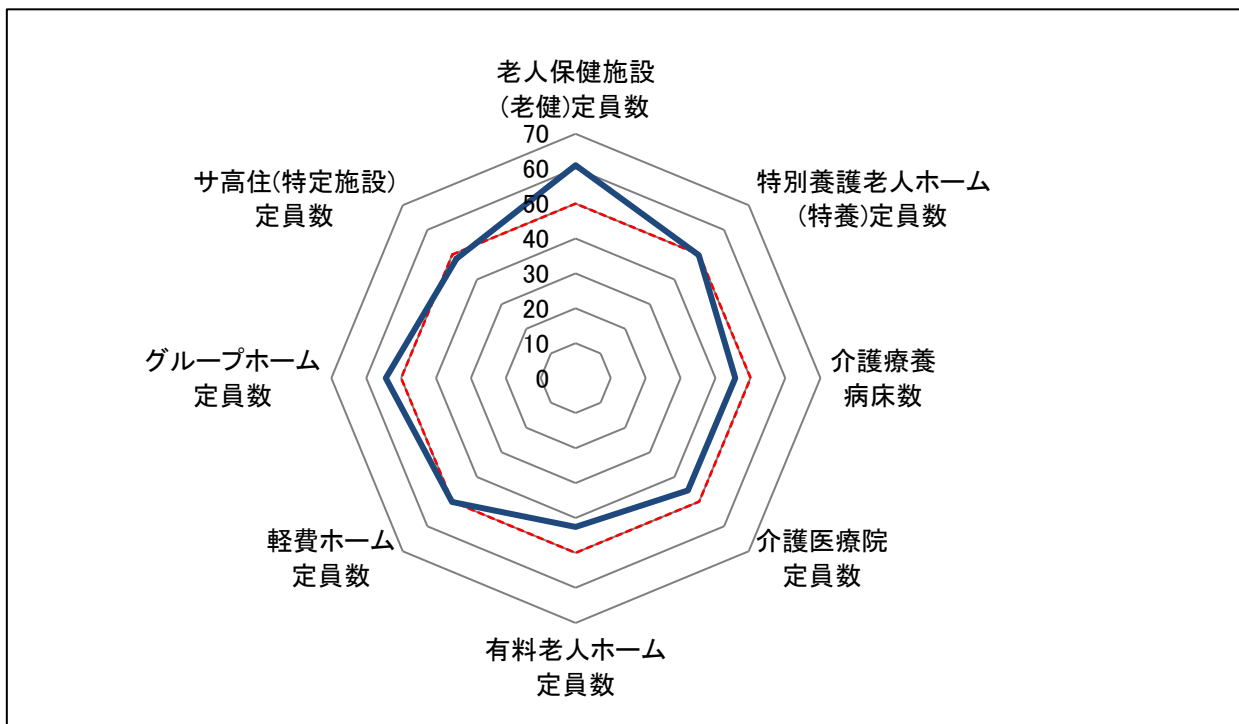 老人保健施設
(老健)定員数
特別養護老人ホーム
(特養)定員数
介護療養
病床数
介護医療院
定員数
有料老人ホーム
定員数
軽費ホーム
定員数
グループホーム
定員数
サ高住(特定施設)
定員数
70
60
50
40
30
20
10
0